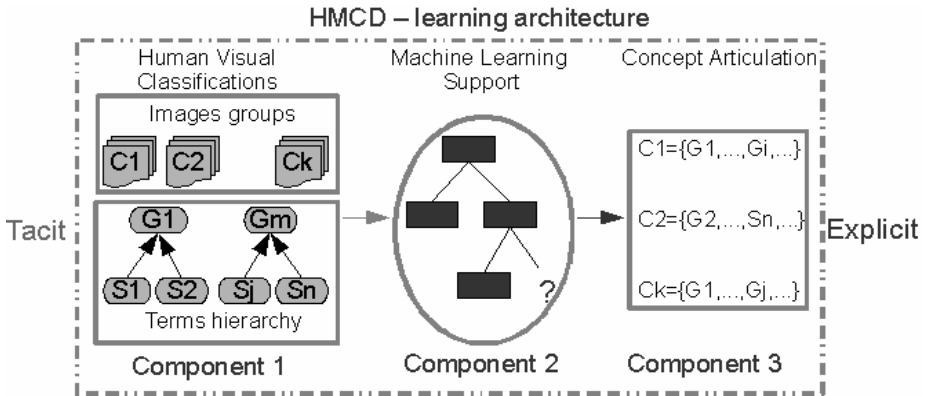 HMCD – learning architecture
Human Visual
Classifications
Images groups
C1 C2 Ck
G1 Gm
S1 S2 Sj Sn
Terms hierarchy
Component 1
Tacit
Machine Learning
Support
?
Component 2
Concept Articulation
C1={G1,...,Gi,...}
C2={G2,...,Sn,...}
Ck={G1,...,Gj,...}
Component 3
Explicit